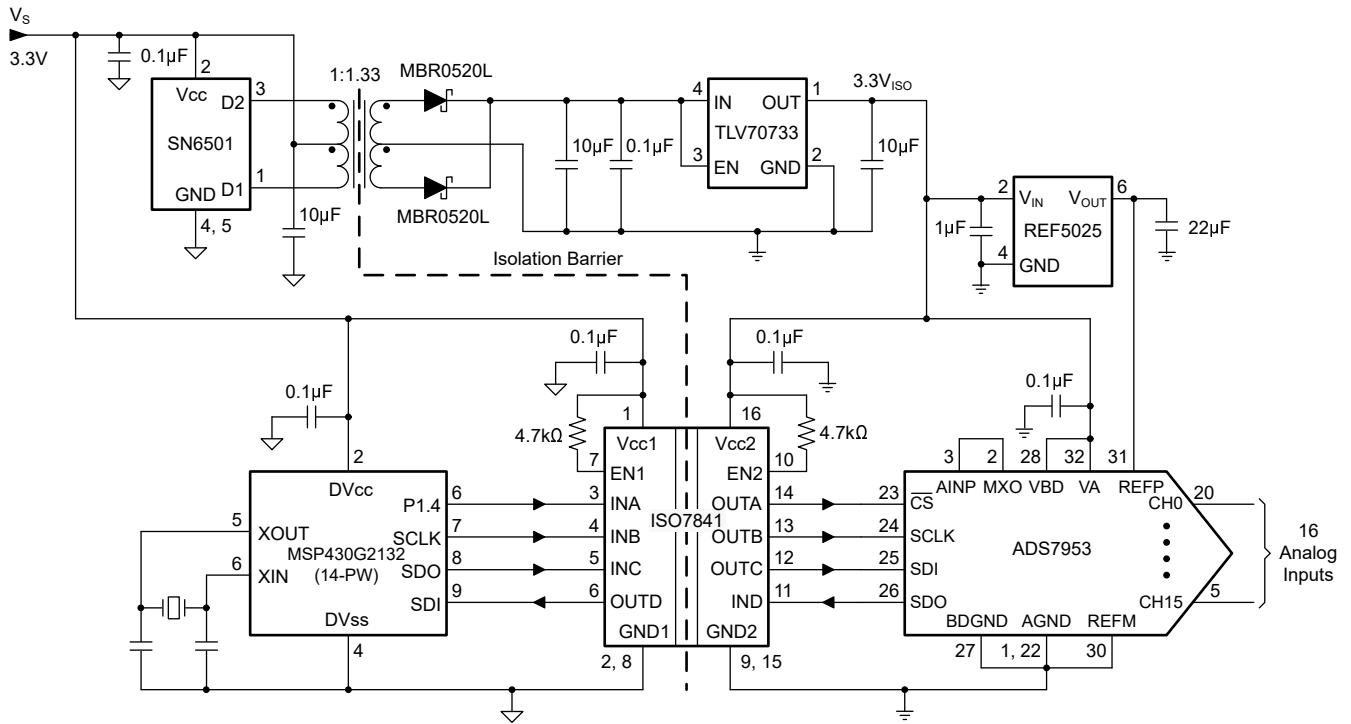 VS
3.3V
0.1µF
2
Vcc
D2
3
SN6501
D1
1
GND
4, 5
10µF
1:1.33
MBR0520L
MBR0520L
10µF
0.1µF
4
IN
OUT
1
TLV70733
3
EN
GND
2
3.3VISO
10µF
2
VIN
VOUT
6
REF5025
1µF
4
GND
22µF
Isolation Barrier
0.1µF
0.1µF
0.1µF
0.1µF
4.7kΩ
4.7kΩ
1
16
Vcc1
Vcc2
7
EN1
EN2
10
3
INA
OUTA
14
4
INB
OUTB
13
ISO7841
5
INC
OUTC
12
6
OUTD
IND
11
GND1
GND2
2, 8
9, 15
2
DVcc
5
XOUT
6
XIN
MSP430G2132
(14-PW)
P1.4
6
SCLK
7
SDO
8
SDI
9
DVss
4
3
2
28
32
31
AINP
MXO
VBD
VA
REFP
23
CS
24
SCLK
25
SDI
26
SDO
ADS7953
CH0
20
CH15
5
16
Analog
Inputs
BDGND
AGND
REFM
27
1, 22
30